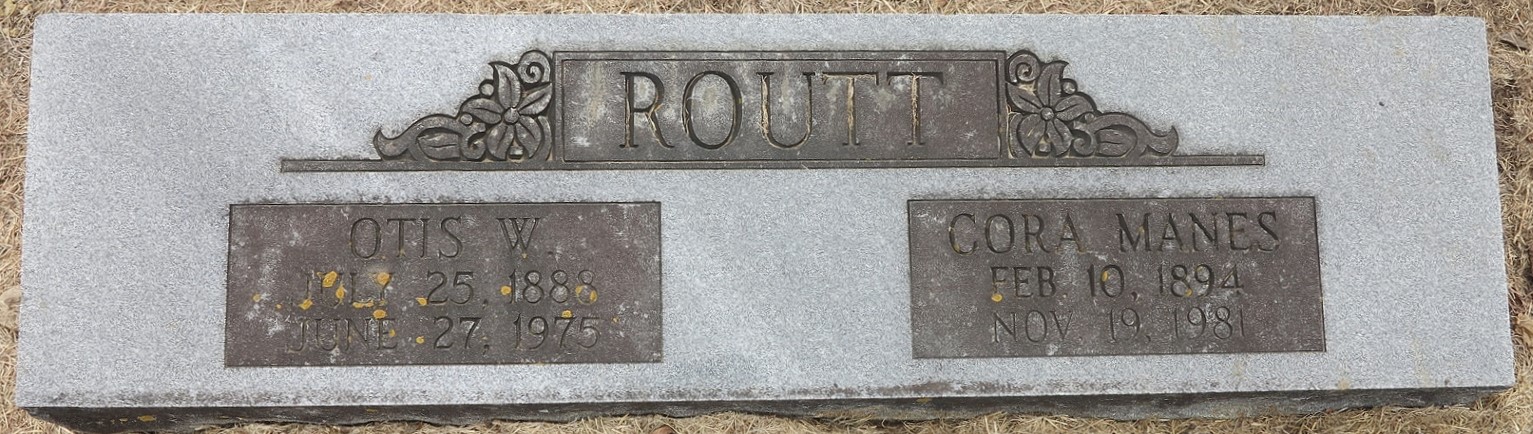 ROUTT
OTIS W.
JULY 25, 1888
JUNE 27, 1975
CORA MANES
FEB. 10, 1894
NOV. 19, 1981